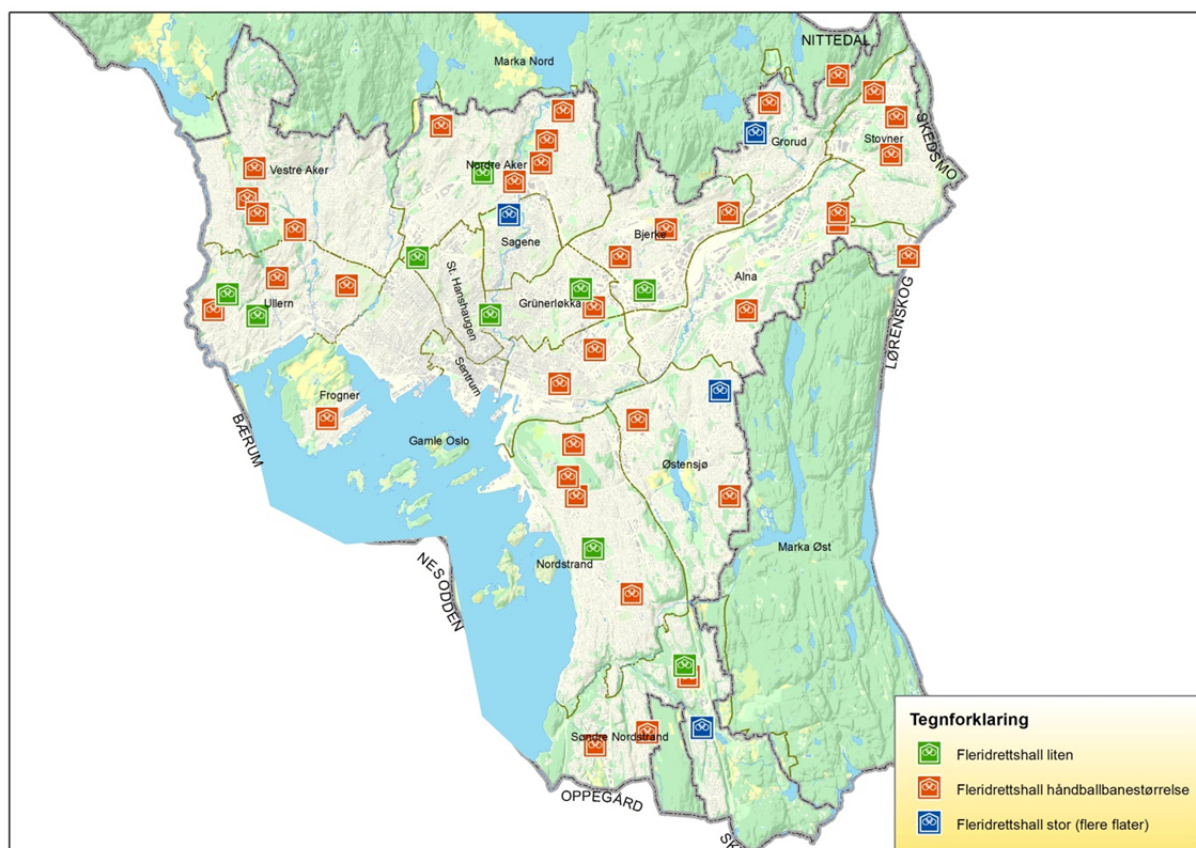 NITTEDAL
Marka Nord
Grorud
SKEDSMO
Stovner
Nordre Aker
Vestre Aker
Bjerke
Sagene
Alna
St. Hanshaugen
Grünerløkka
Ullern
LØRENSKOG
Sentrum
Frogner
BÆRUM
Gamle Oslo
Østensjø
Marka Øst
Nordstrand
NESODDEN
Søndre Nordstrand
OPPEGÅRD
Tegnforklaring
Fleridrettshall liten
Fleridrettshall håndballbanestørrelse
Fleridrettshall stor (flere flater)